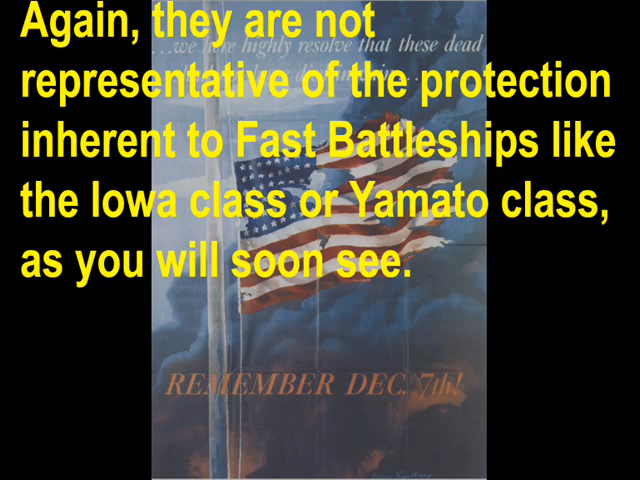 Again, they are not
representative of the protection
inherent to Fast Battleships like
the Iowa class or Yamato class,
as you will soon see.
...we here highly resolve that these dead
REMEMBER DEC. 7th!